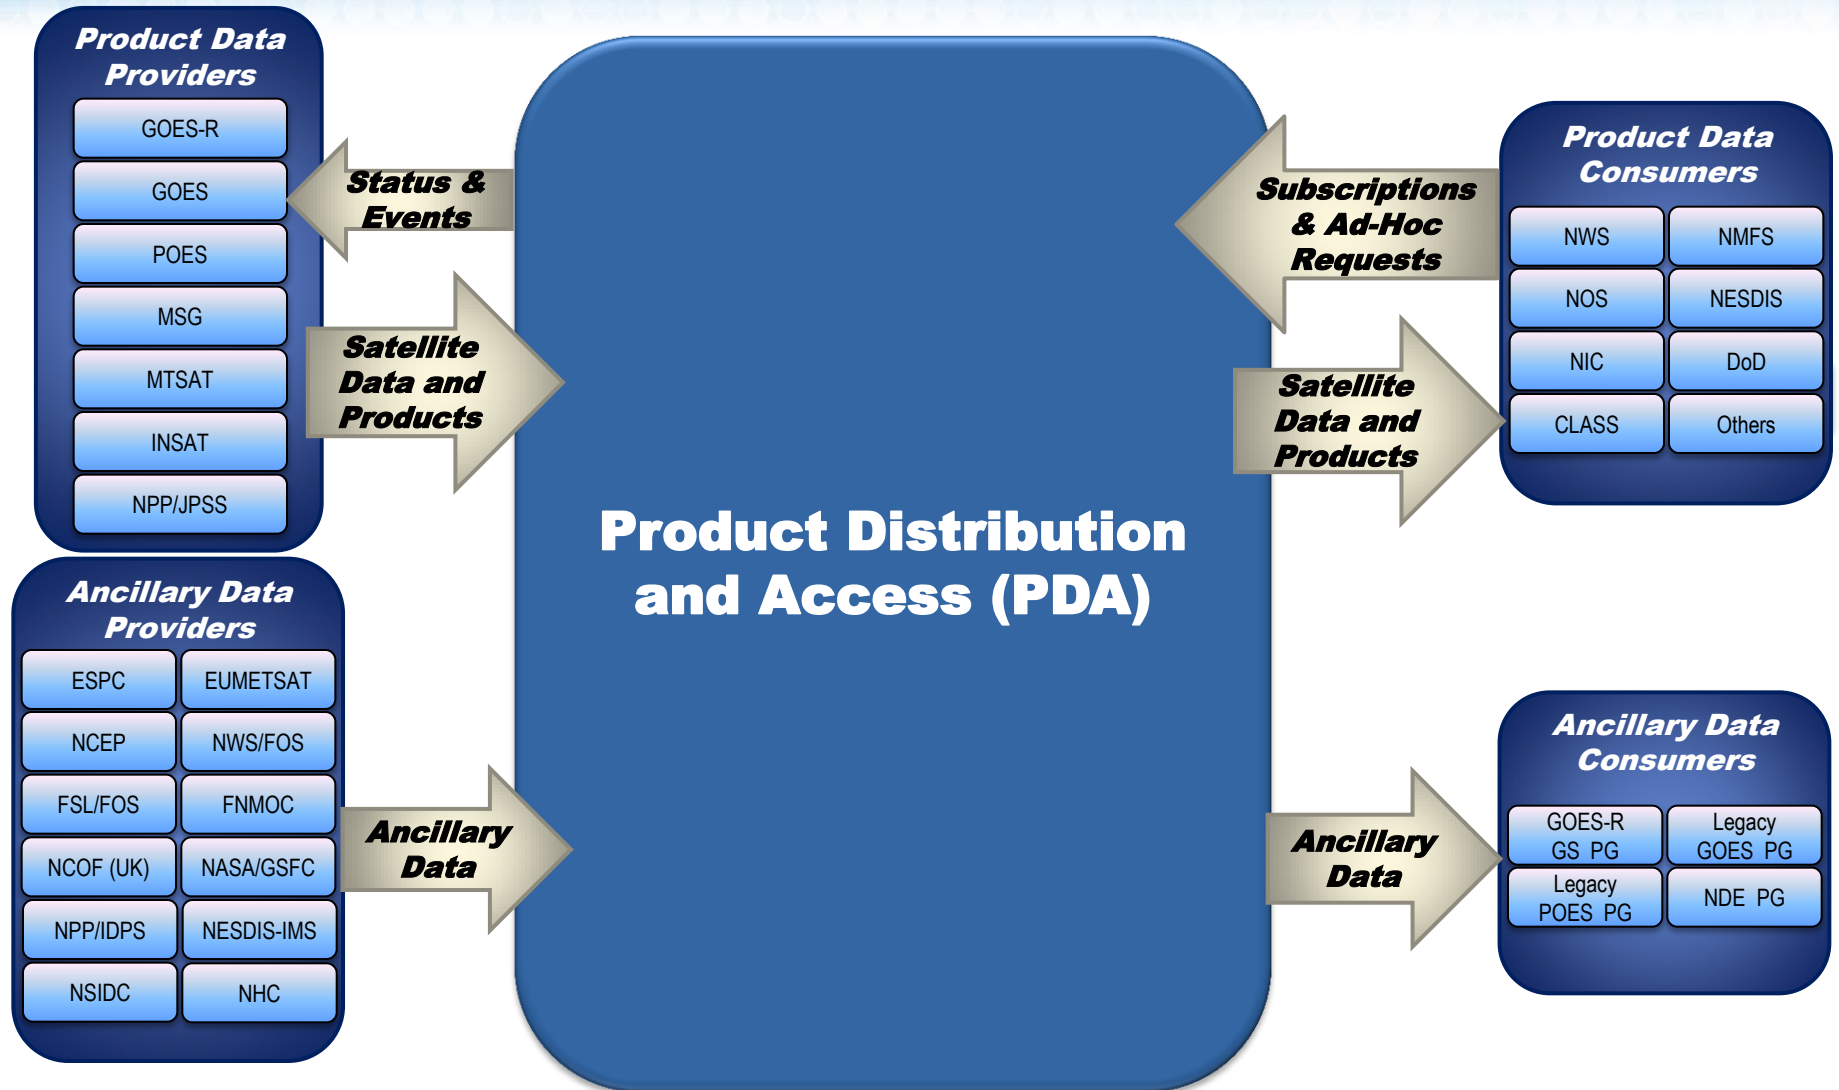 Product Data
Providers
GOES-R
GOES
POES
MSG
MTSAT
INSAT
NPP/JPSS
Status &
Events
Satellite
Data and
Products
Ancillary Data
Providers
ESPC
EUMETSAT
NCEP
NWS/FOS
FSL/FOS
FNMOC
NCOF (UK)
NASA/GSFC
NPP/IDPS
NESDIS-IMS
NSIDC
NHC
Ancillary
Data
Product Distribution
and Access (PDA)
Subscriptions
& Ad-Hoc
Requests
Satellite
Data and
Products
Product Data
Consumers
NWS
NMFS
NOS
NESDIS
NIC
DoD
CLASS
Others
Ancillary
Data
Ancillary Data
Consumers
GOES-R
GS PG
Legacy
GOES PG
Legacy
POES PG
NDE PG